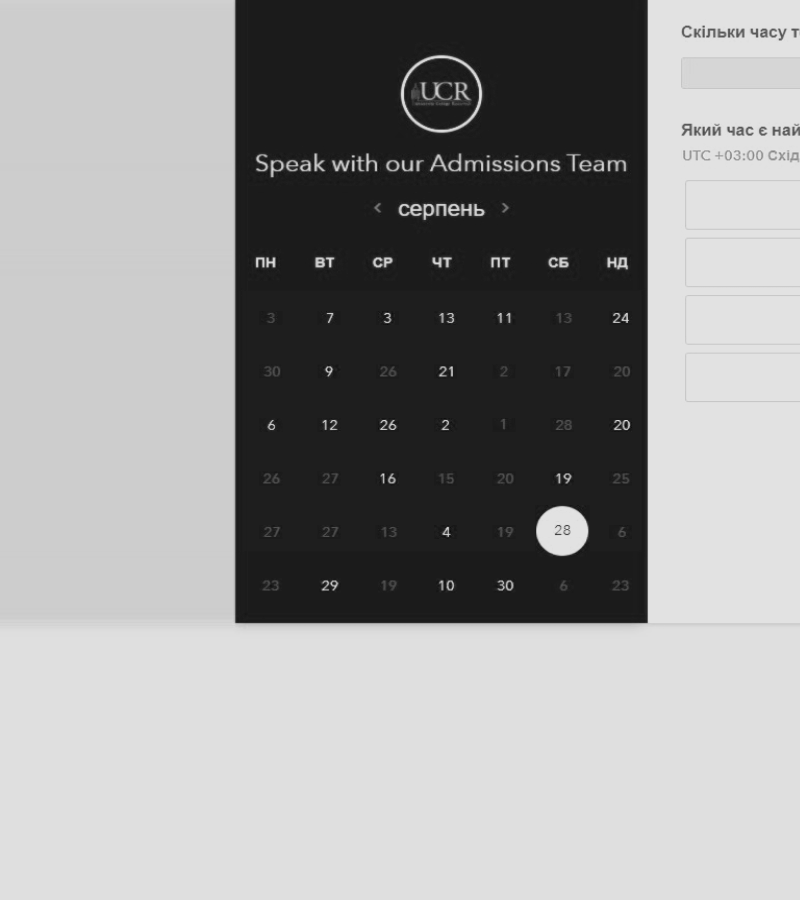 UCR
Speak with our Admissions Team
< серпень >
ПН ВТ СР ЧТ ПТ СБ НД
3 7 3 13 11 13 24
30 9 26 21 2 17 20
6 12 26 2 1 28 20
26 27 16 15 20 19 25
27 27 13 4 19 28 6
23 29 19 10 30 6 23
Скільки часу т
Який час є най
UTC +03:00 Схід